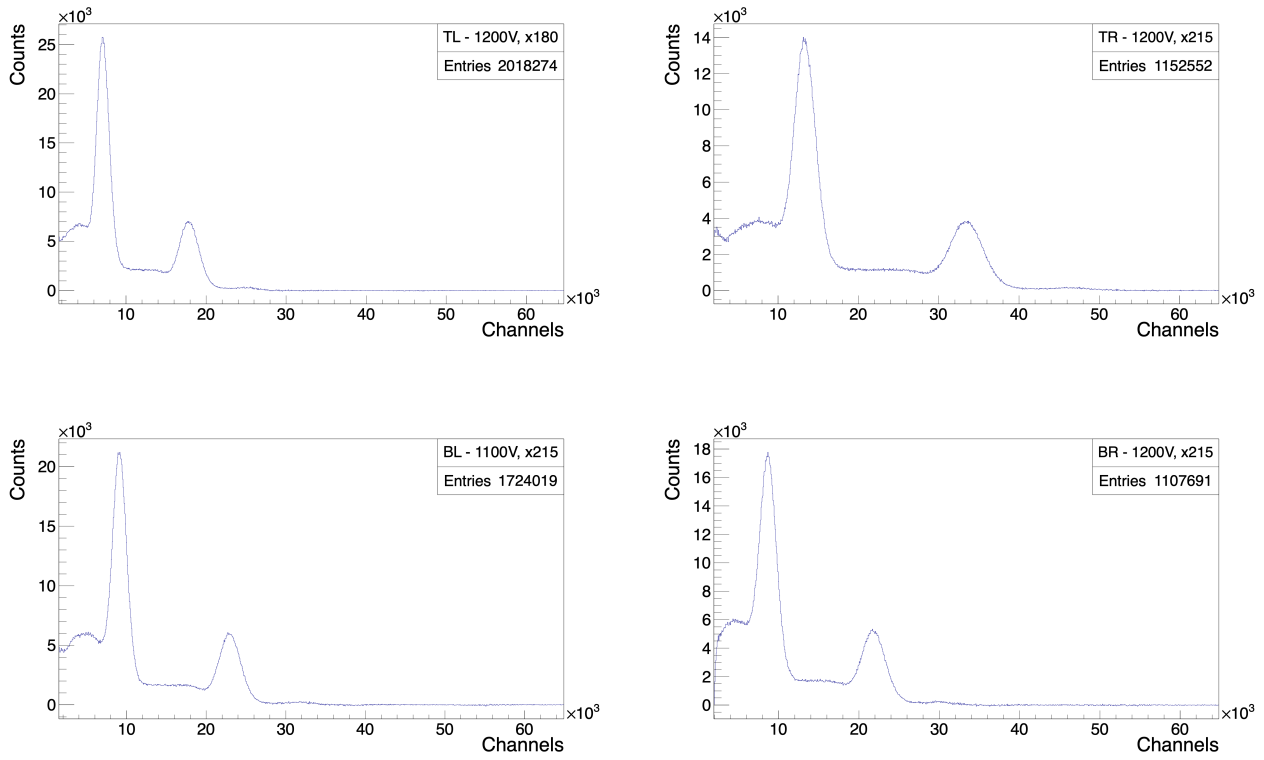 ×10³
Counts
25
20
15
10
5
0
TL - 1200V, x180
Entries 2018274
10 20 30 40 50 60
×10³
Channels
×10³
Counts
14
12
10
8
6
4
2
0
TR - 1200V, x215
Entries 1152552
10 20 30 40 50 60
×10³
Channels
×10³
Counts
20
15
10
5
0
BL - 1100V, x215
Entries 1724019
10 20 30 40 50 60
×10³
Channels
×10³
Counts
18
16
14
12
10
8
6
4
2
0
BR - 1200V, x215
Entries 1107691
10 20 30 40 50 60
×10³
Channels